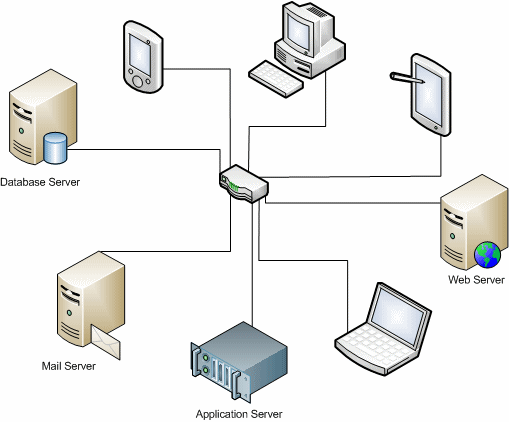 Database Server
Web Server
Mail Server
Application Server